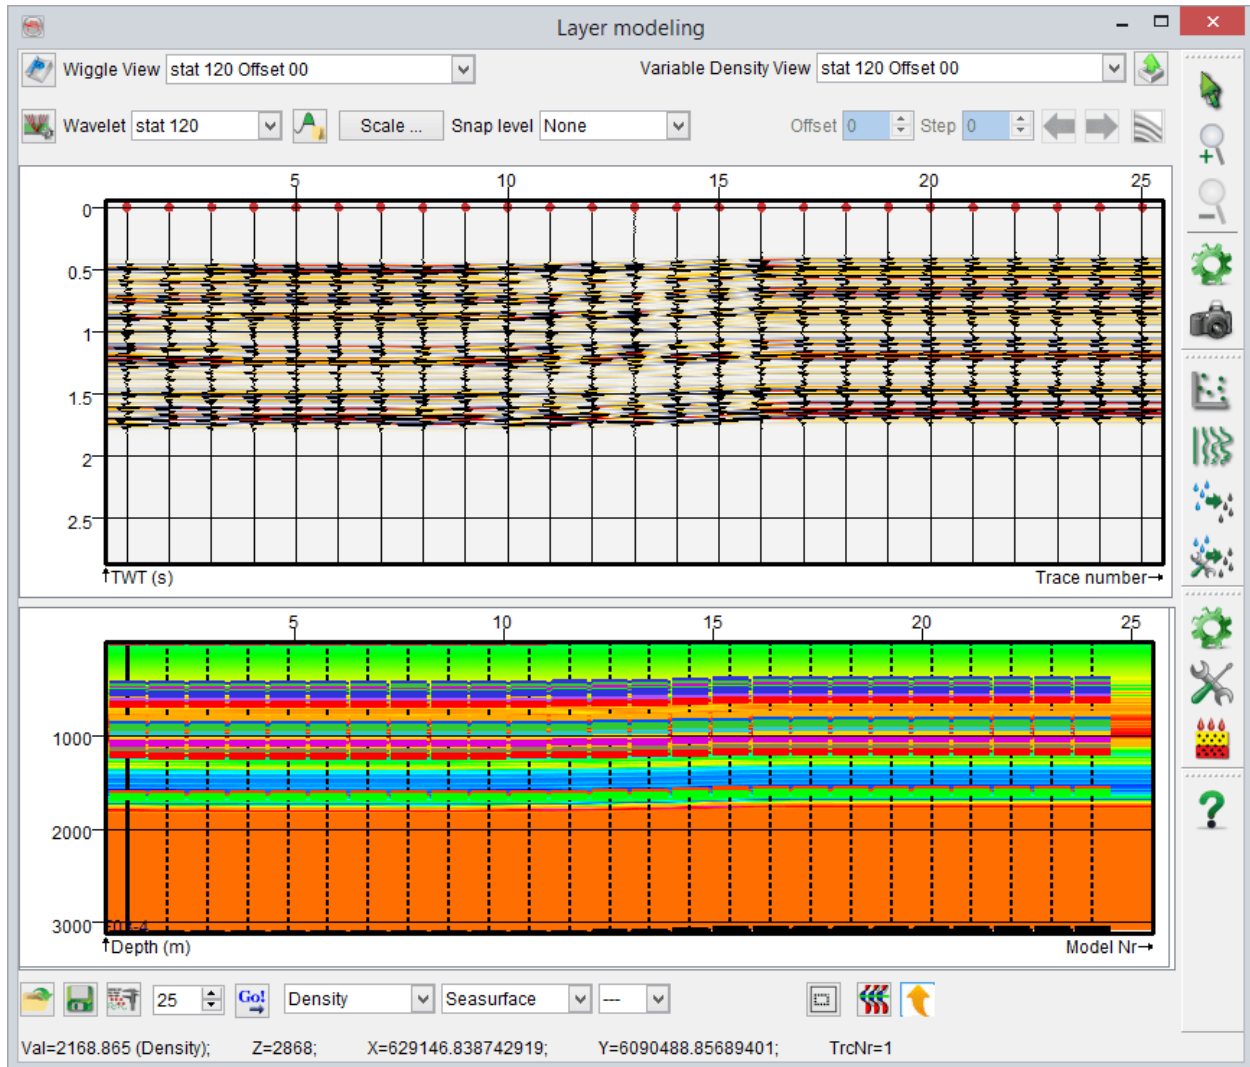 Layer modeling
Wiggle View stat 120 Offset 00 Variable Density View stat 120 Offset 00
Wavelet stat 120 Scale ... Snap level None Offset 0 Step 0
5 10 15 20 25
0
0.5
1
1.5
2
2.5
TWT (s) Trace number
5 10 15 20 25
1000
2000
3000
Depth (m) Model Nr
25 Go! Density Seasurface ---
Val=2168.865 (Density); Z=2868; X=629146.838742919; Y=6090488.85689401; TrcNr=1